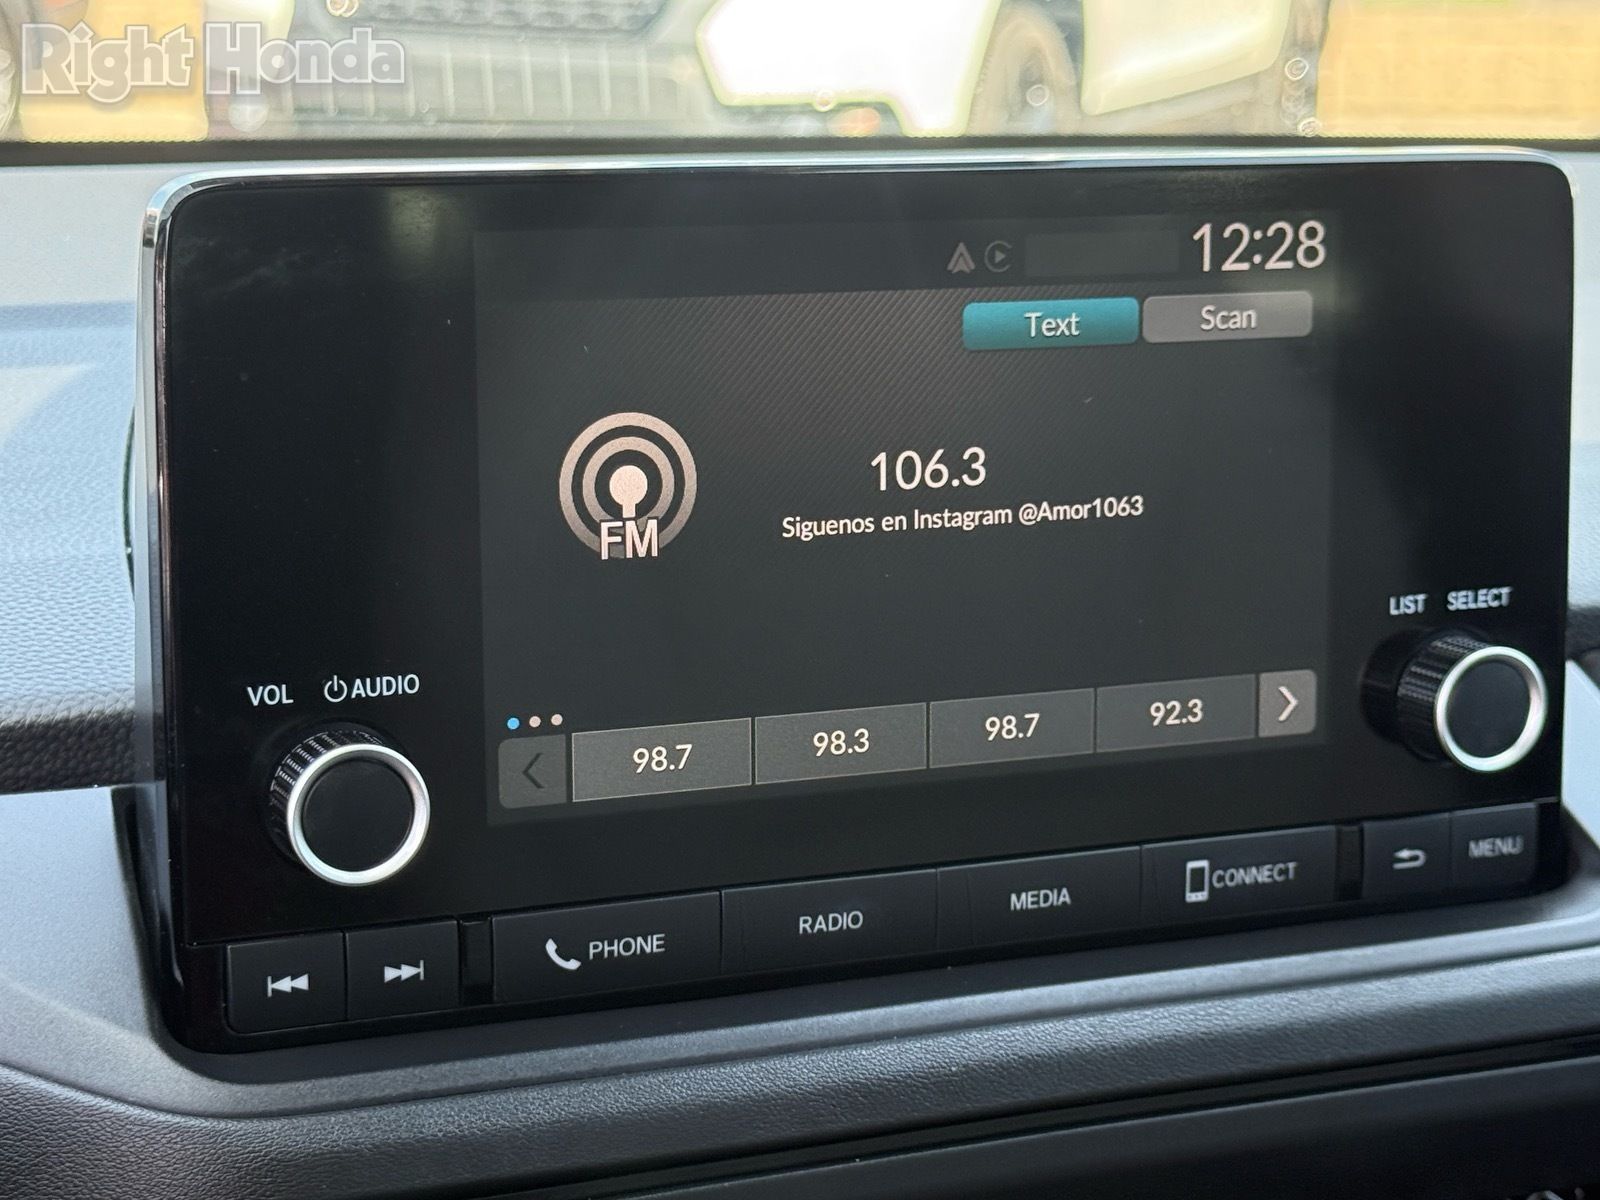 Right Honda
12:28
Text
Scan
FM
106.3
Siguenos en Instagram @Amor1063
LIST SELECT
VOL AUDIO
98.7
98.3
98.7
92.3
PHONE
RADIO
MEDIA
CONNECT
MENU